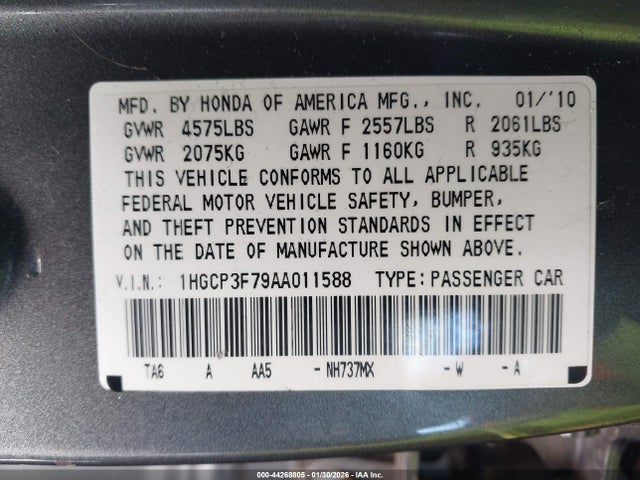 MFD. BY HONDA OF AMERICA MFG., INC. 01/'10
GVWR 4575LBS GAWR F 2557LBS R 2061LBS
GVWR 2075KG GAWR F 1160KG R 935KG
THIS VEHICLE CONFORMS TO ALL APPLICABLE
FEDERAL MOTOR VEHICLE SAFETY, BUMPER,
AND THEFT PREVENTION STANDARDS IN EFFECT
ON THE DATE OF MANUFACTURE SHOWN ABOVE.
V.I.N.: 1HGCP3F79AA011588 TYPE: PASSENGER CAR
TA6 A AA5 - NH737MX - W - A
000-44268805 - 01/30/2026 - IAA Inc.